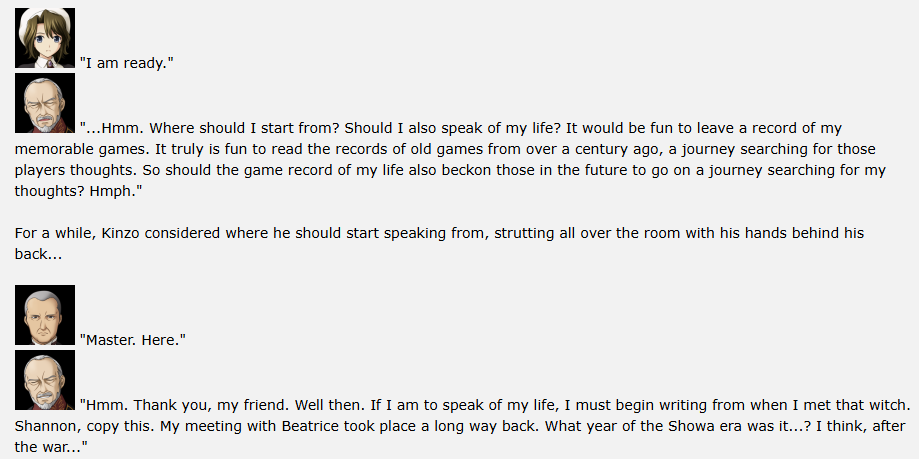 "I am ready."
"...Hmm. Where should I start from? Should I also speak of my life? It would be fun to leave a record of my
memorable games. It truly is fun to read the records of old games from over a century ago, a journey searching for those
players thoughts. So should the game record of my life also beckon those in the future to go on a journey searching for my
thoughts? Hmph."
For a while, Kinzo considered where he should start speaking from, strutting all over the room with his hands behind his
back...
"Master. Here."
"Hmm. Thank you, my friend. Well then. If I am to speak of my life, I must begin writing from when I met that witch.
Shannon, copy this. My meeting with Beatrice took place a long way back. What year of the Showa era was it...? I think, after
the war..."